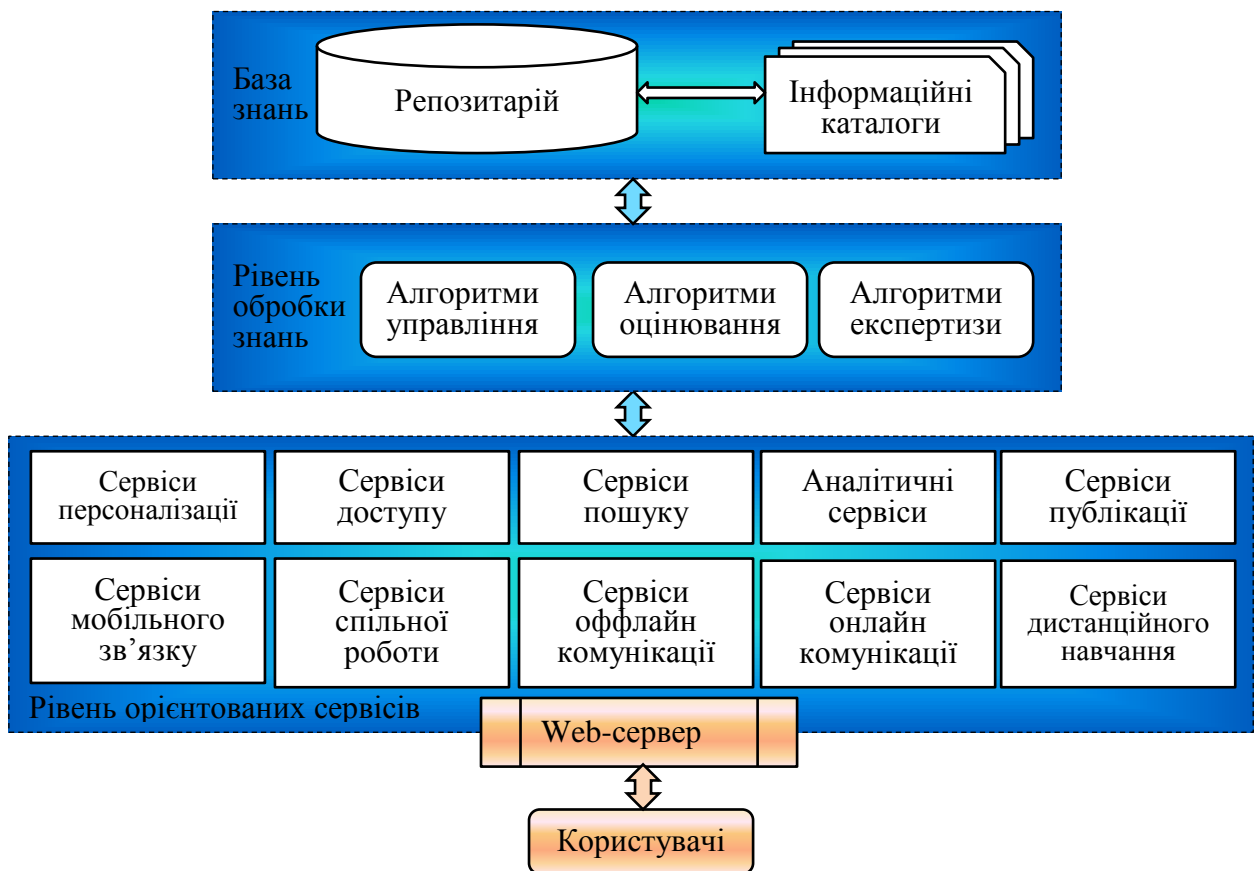 База
знань
Репозитарій
Інформаційні
каталоги
Рівень
обробки
знань
Алгоритми
управління
Алгоритми
оцінювання
Алгоритми
експертизи
Сервіси
персоналізації
Сервіси
доступу
Сервіси
пошуку
Аналітичні
сервіси
Сервіси
публікації
Сервіси
мобільного
зв’язку
Сервіси
спільної
роботи
Сервіси
оффлайн
комунікації
Сервіси
онлайн
комунікації
Сервіси
дистанційного
навчання
Рівень орієнтованих сервісів
Web-сервер
Користувачі